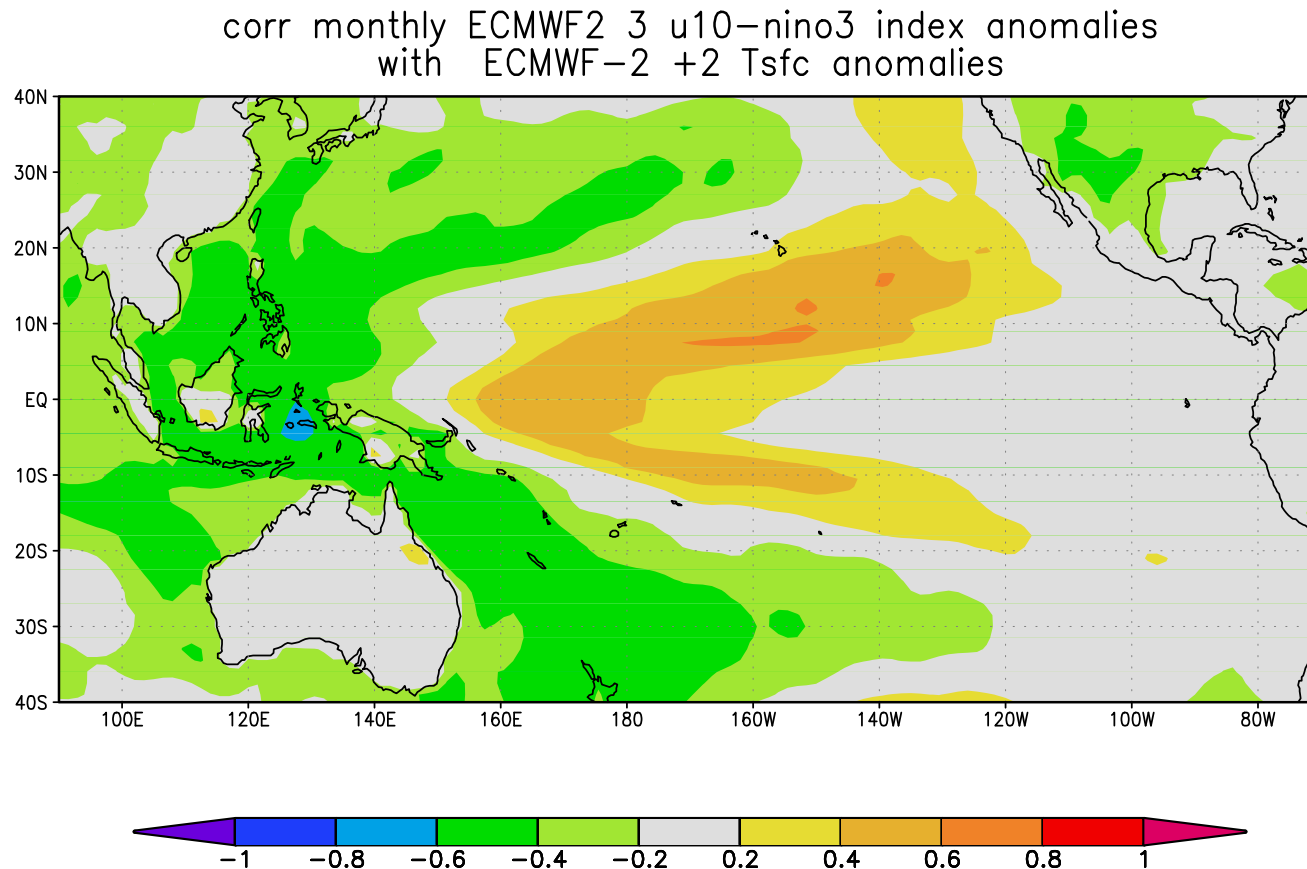 corr monthly ECMWF2 3 u10-nino3 index anomalies
with ECMWF-2 +2 Tsfc anomalies
40N
30N
20N
10N
EQ
10S
20S
30S
40S
100E 120E 140E 160E 180 160W 140W 120W 100W 80W
-1 -0.8 -0.6 -0.4 -0.2 0.2 0.4 0.6 0.8 1